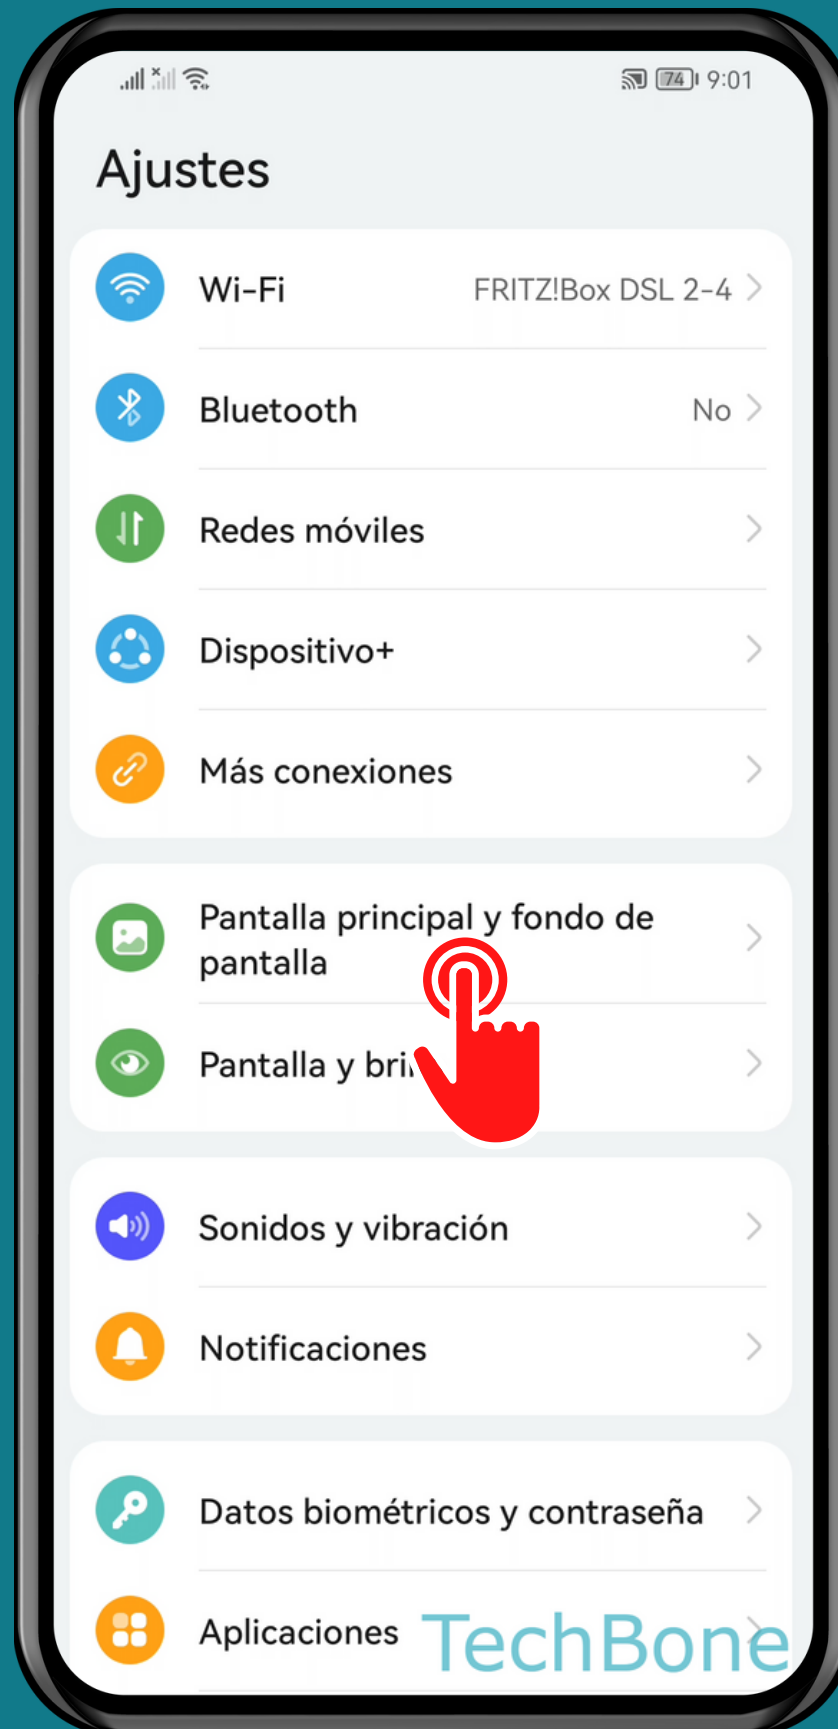 74 9:01
Ajustes
Wi-Fi FRITZ!Box DSL 2-4
Bluetooth No
Redes móviles
Dispositivo+
Más conexiones
Pantalla principal y fondo de
pantalla
Pantalla y
Sonidos y vibración
Notificaciones
Datos biométricos y contraseña
Aplicaciones
TechBone